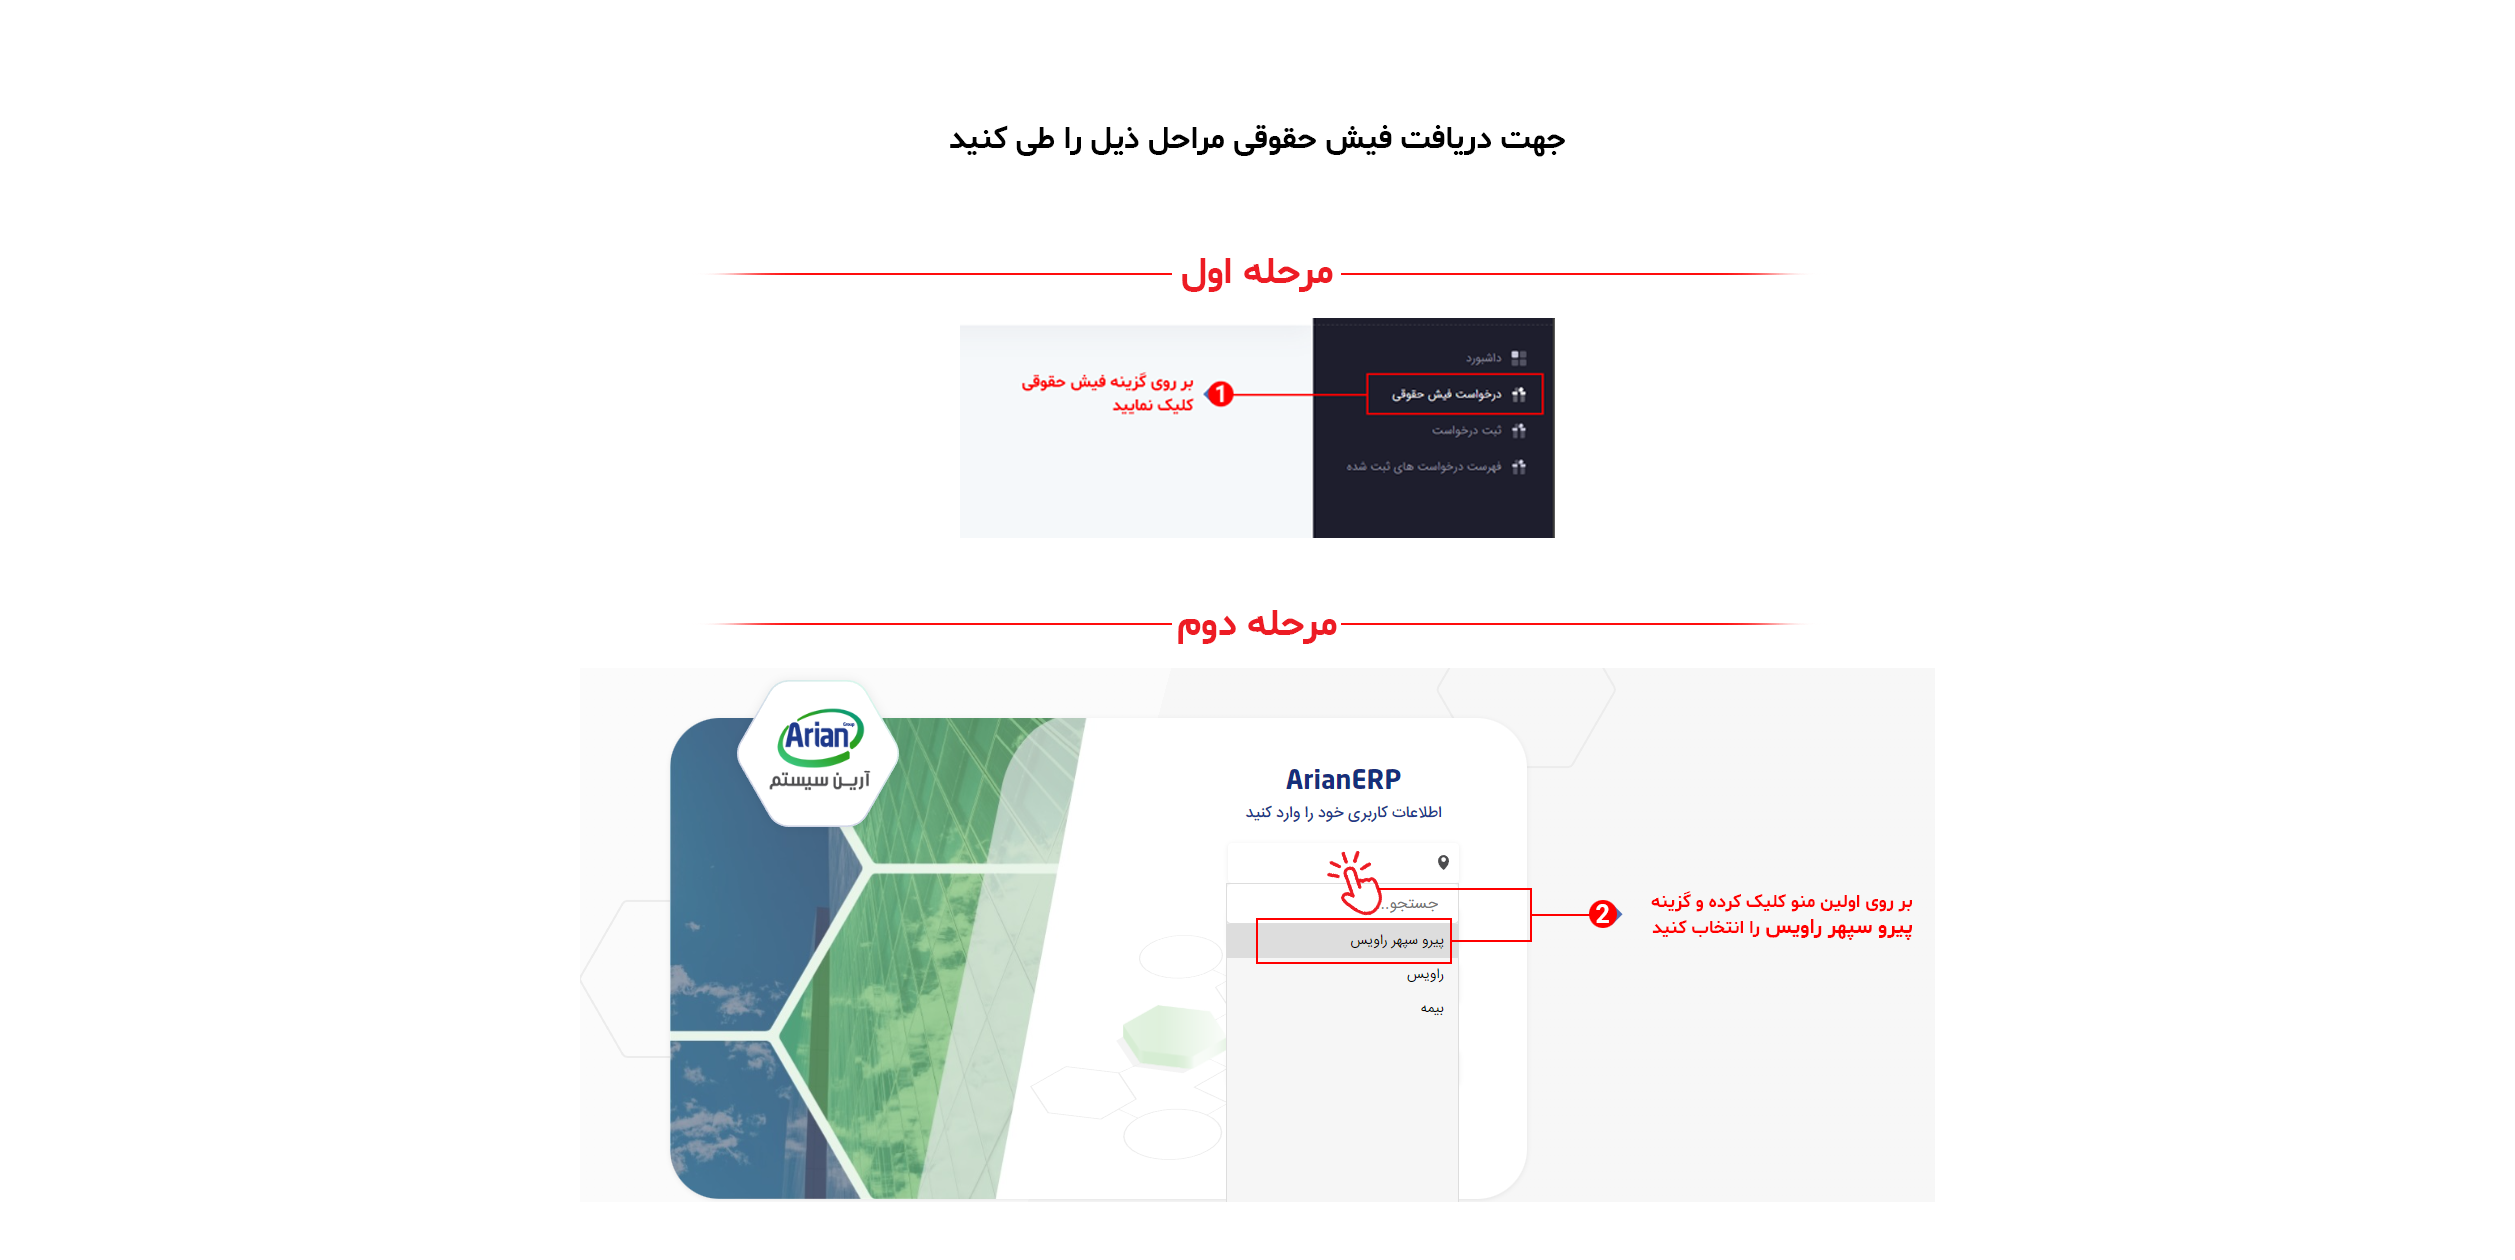 جهت دریافت فیش حقوقی مراحل ذیل را طی کنید
مرحله اول
داشبورد
درخواست فیش حقوقی
ثبت درخواست
فهرست درخواست های ثبت شده
1
بر روی گزینه فیش حقوقی
کلیک نمایید
مرحله دوم
Arian Group
آریـن سیستم
ArianERP
اطلاعات کاربری خود را وارد کنید
جستجو..
پیرو سپهر راویس
راویس
بیمه
2
بر روی اولین منو کلیک کرده و گزینه
پیرو سپهر راویس را انتخاب کنید